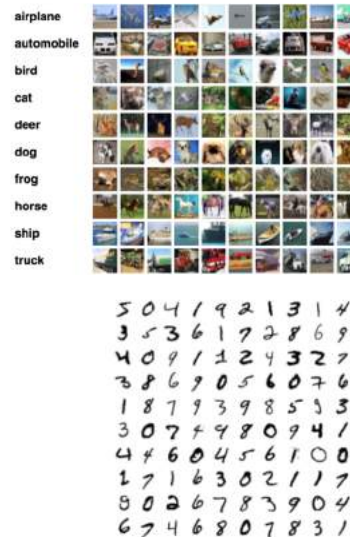 airplane
automobile
bird
cat
deer
dog
frog
horse
ship
truck
5 0 4 1 9 2 1 3 1 4
3 5 3 6 1 7 2 8 6 9
4 0 9 1 1 2 4 3 2 7
3 8 6 9 0 5 6 0 7 6
1 8 7 9 3 9 8 5 9 3
3 0 7 4 9 8 0 9 4 1
4 4 6 0 4 5 6 1 0 0
1 7 1 6 3 0 2 1 1 7
9 0 2 6 7 8 3 9 0 4
6 7 4 6 8 0 7 8 3 1